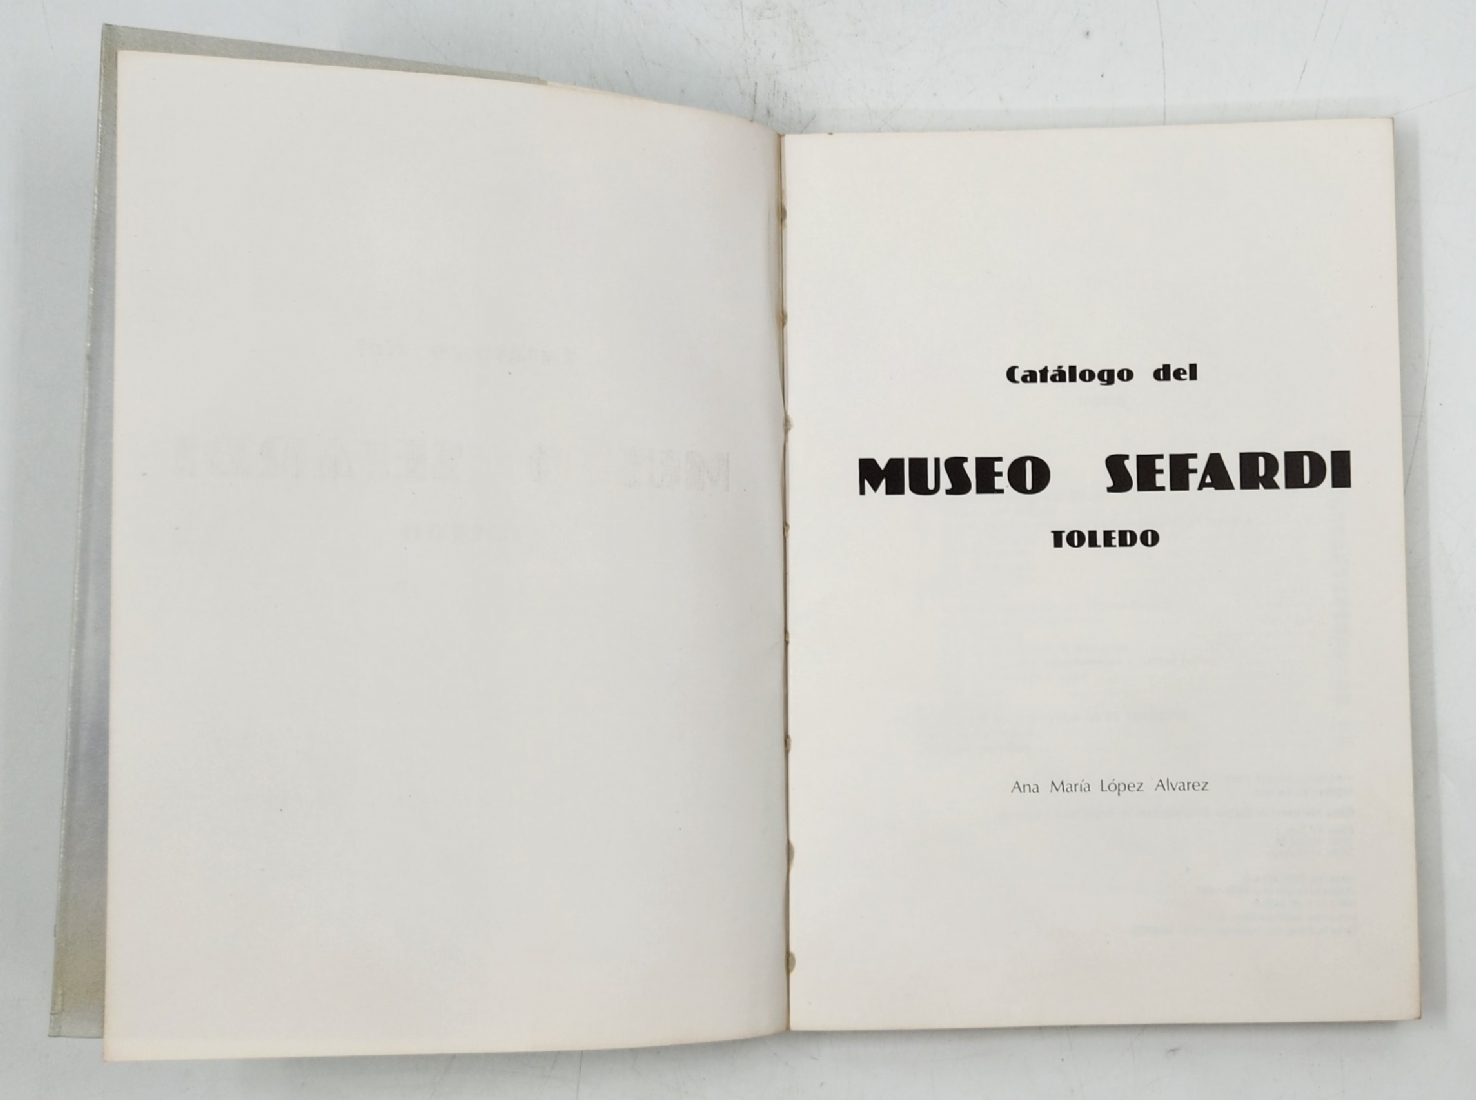 Catálogo del
MUSEO SEFARDI
TOLEDO
Ana María López Alvarez